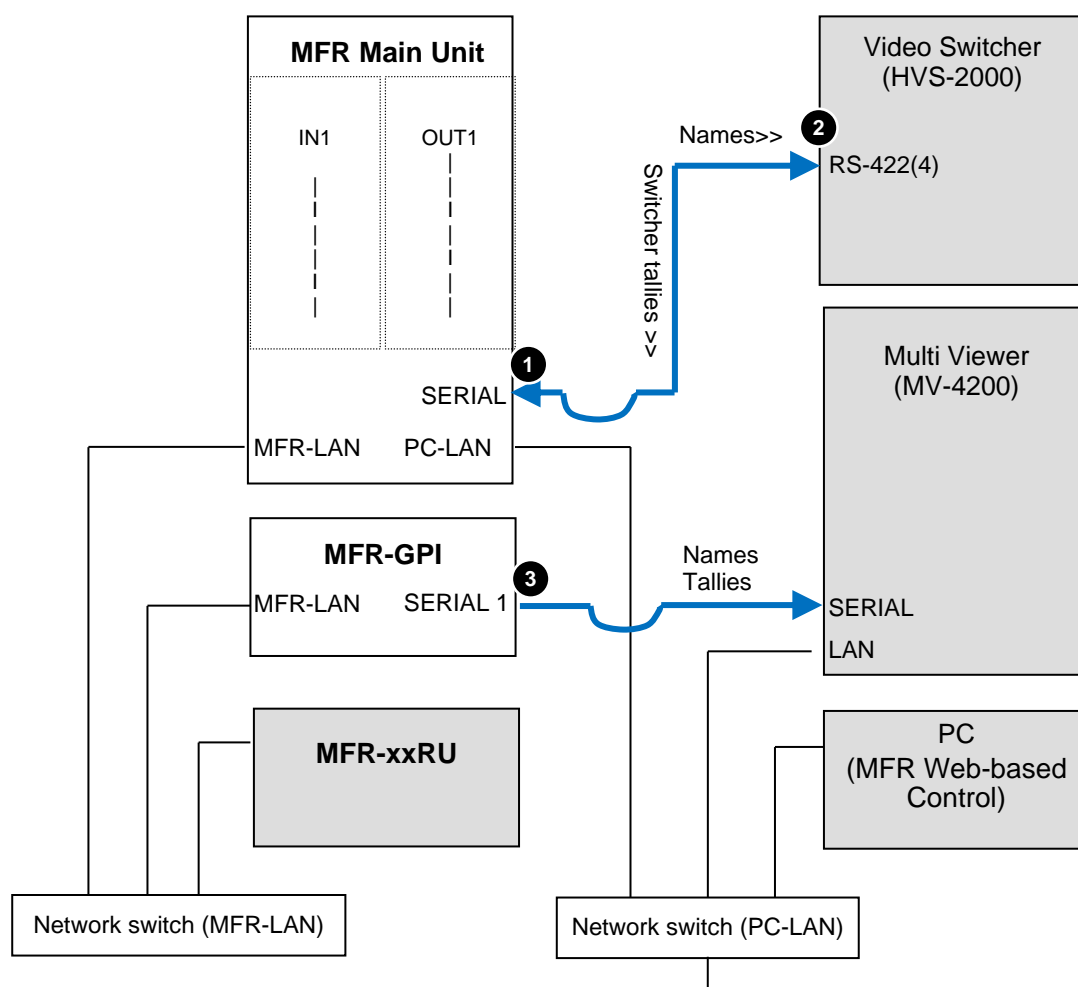 MFR Main Unit
IN1
OUT1
SERIAL
MFR-LAN
PC-LAN
1
Names>>
2
Switcher tallies >>
Video Switcher
(HVS-2000)
RS-422(4)
Multi Viewer
(MV-4200)
SERIAL
LAN
MFR-GPI
MFR-LAN
SERIAL 1
3
Names
Tallies
MFR-xxRU
PC
(MFR Web-based
Control)
Network switch (MFR-LAN)
Network switch (PC-LAN)